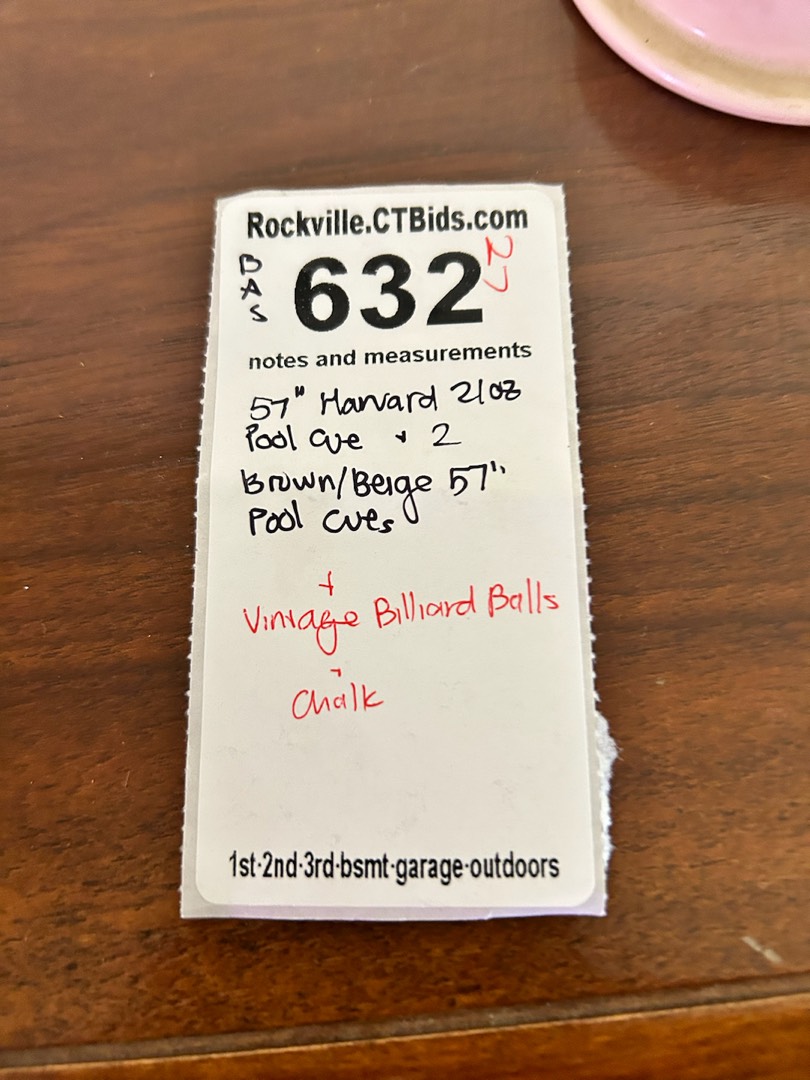 Rockville.CTBids.com
BAS
632
NJ
notes and measurements
57" Harvard 21oz
Pool cue + 2
Brown/Beige 57"
Pool cues
+
Vintage Billiard Balls
+
Chalk
1st·2nd·3rd·bsmt·garage·outdoors